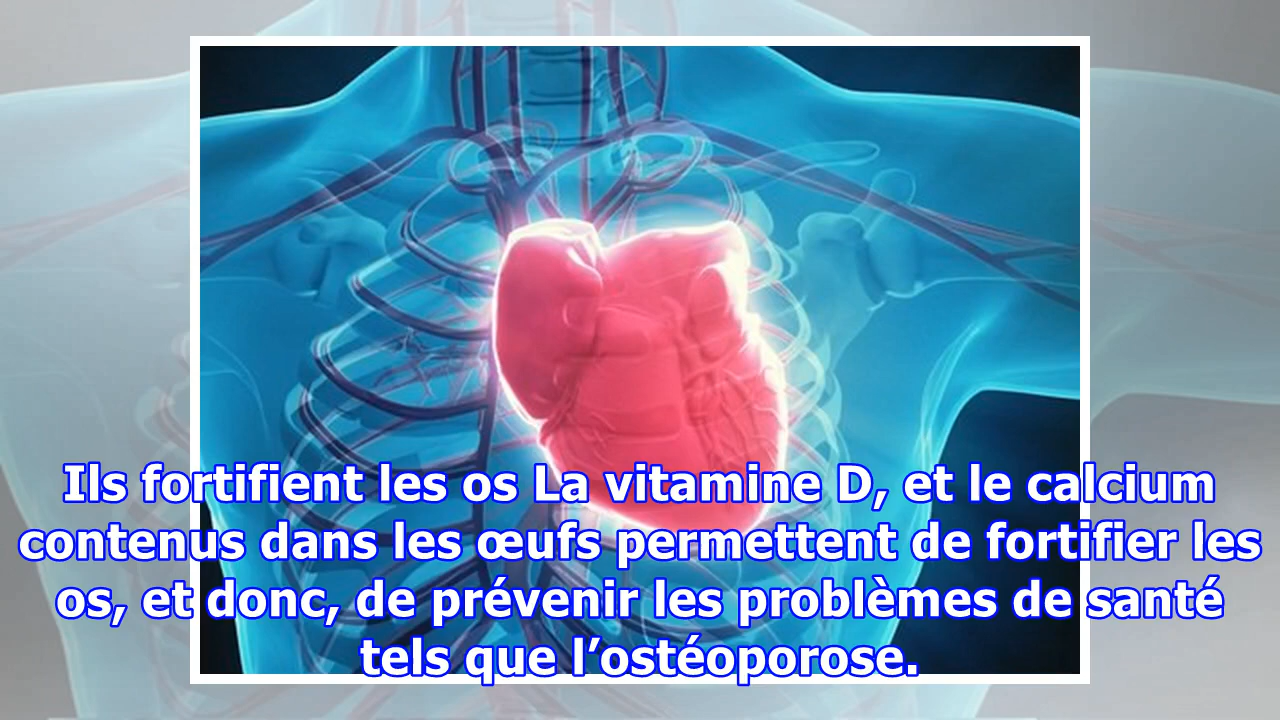 Ils fortifient les os La vitamine D, et le calcium
contenus dans les œufs permettent de fortifier les
os, et donc, de prévenir les problèmes de santé
tels que l’ostéoporose.